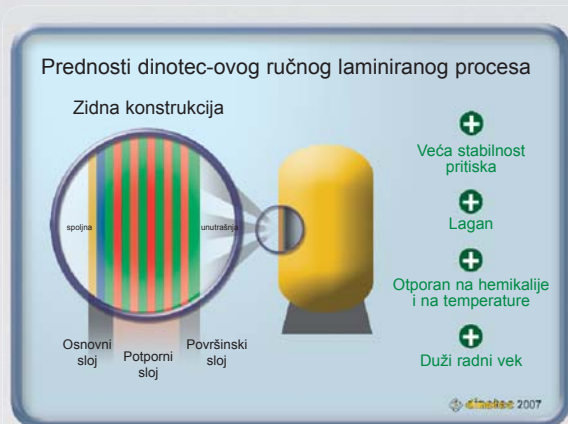 Prednosti dinotec-ovog ručnog laminiranog procesa
Zidna konstrukcija
spoljna
unutrašnja
Osnovni
sloj
Potporni
sloj
Površinski
sloj
Veća stabilnost
pritiska
Lagan
Otporan na hemikalije
i na temperature
Duži radni vek
dinotec 2007